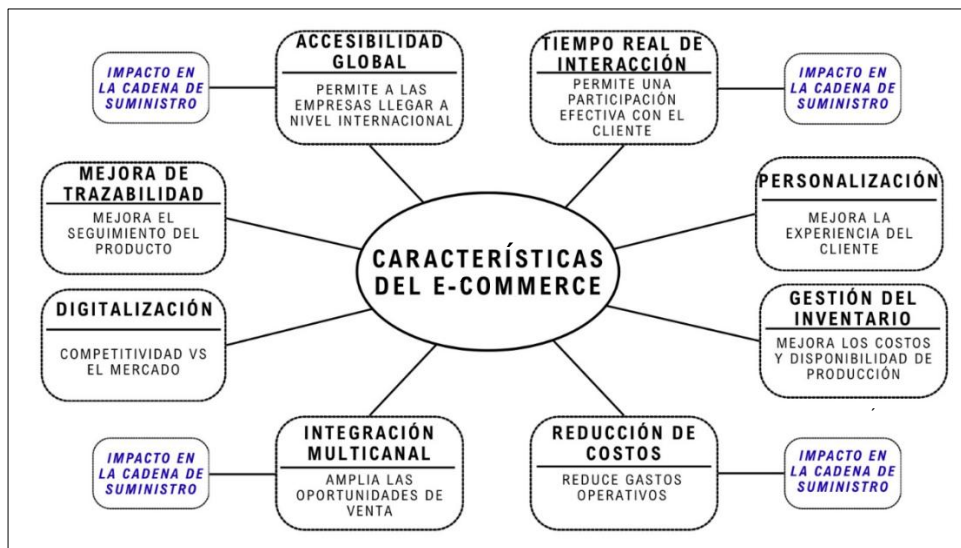 ACCESIBILIDAD
GLOBAL
PERMITE A LAS
EMPRESAS LLEGAR A
NIVEL INTERNACIONAL
TIEMPO REAL DE
INTERACCIÓN
PERMITE UNA
PARTICIPACIÓN
EFECTIVA CON EL
CLIENTE
IMPACTO EN
LA CADENA DE
SUMINISTRO
IMPACTO EN
LA CADENA DE
SUMINISTRO
MEJORA DE
TRAZABILIDAD
MEJORA EL
SEGUIMIENTO DEL
PRODUCTO
PERSONALIZACIÓN
MEJORA LA
EXPERIENCIA DEL
CLIENTE
CARACTERÍSTICAS
DEL E-COMMERCE
DIGITALIZACIÓN
COMPETITIVIDAD VS
EL MERCADO
GESTIÓN DEL
INVENTARIO
MEJORA LOS COSTOS
Y DISPONIBILIDAD DE
PRODUCCIÓN
INTEGRACIÓN
MULTICANAL
AMPLIA LAS
OPORTUNIDADES DE
VENTA
REDUCCIÓN DE
COSTOS
REDUCE GASTOS
OPERATIVOS
IMPACTO EN
LA CADENA DE
SUMINISTRO
IMPACTO EN
LA CADENA DE
SUMINISTRO